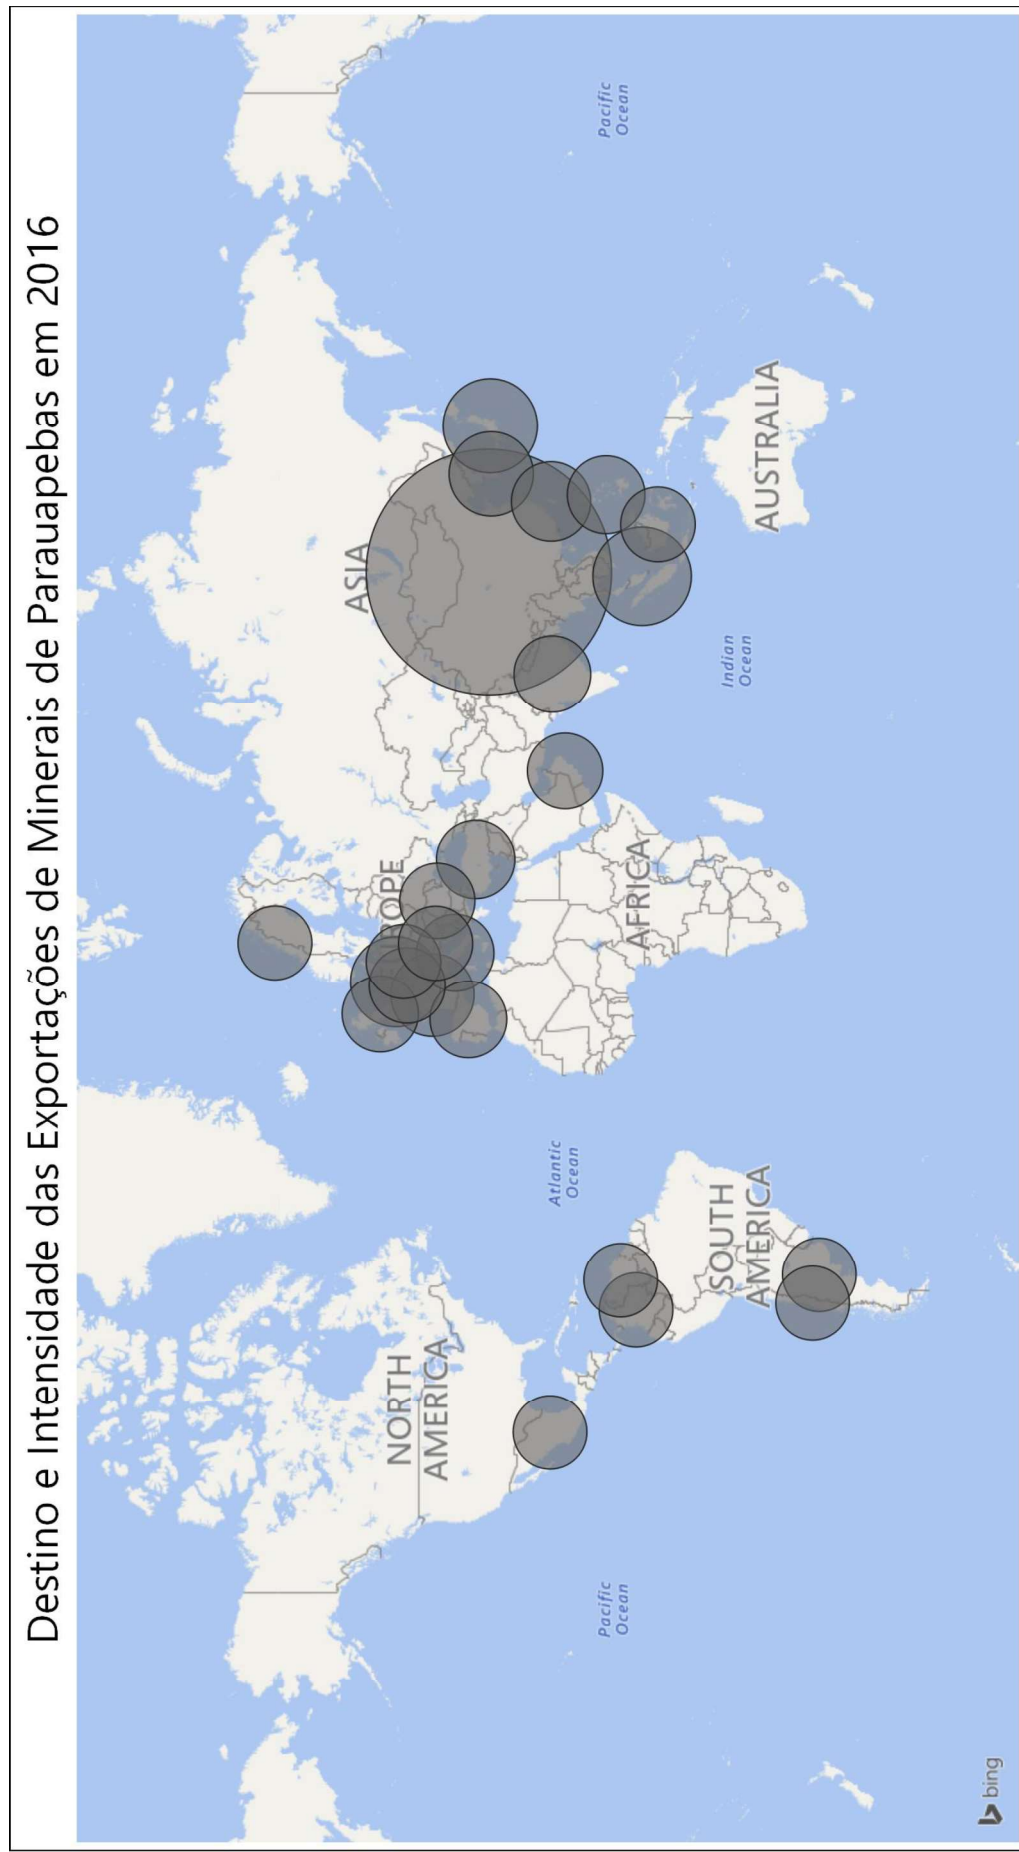 Destino e Intensidade das Exportações de Minerais de Parauapebas em 2016
NORTH
AMERICA
ASIA
AFRICA
SOUTH
AMERICA
AUSTRALIA
Pacific
Ocean
Atlantic
Ocean
Indian
Ocean
Pacific
Ocean
bing